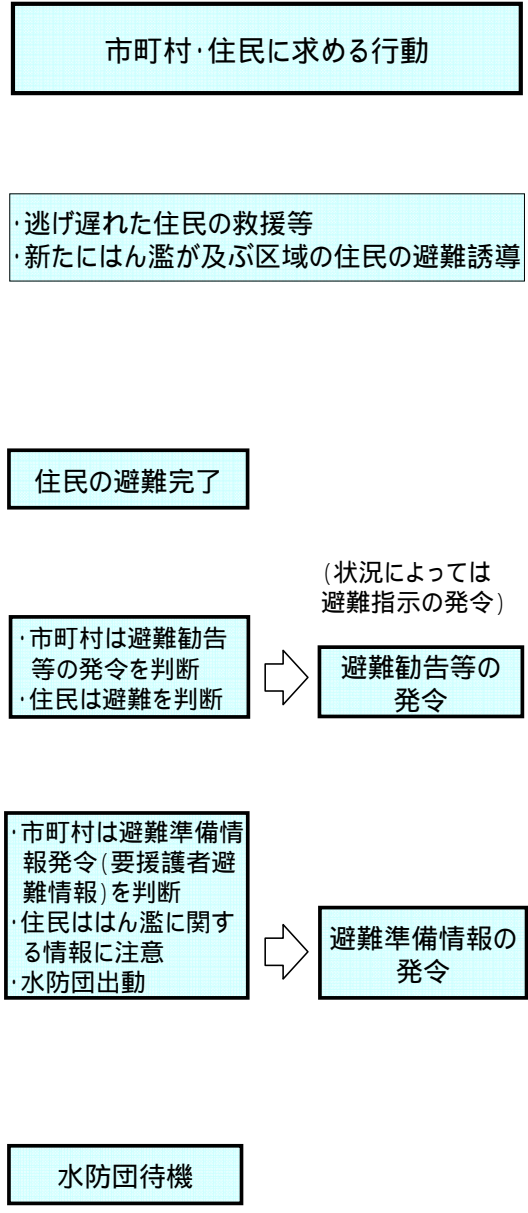 市町村・住民に求める行動
・逃げ遅れた住民の救援等
・新たにはん濫が及ぶ区域の住民の避難誘導
住民の避難完了
・市町村は避難勧告
等の発令を判断
・住民は避難を判断
(状況によっては
避難指示の発令)
避難勧告等の
発令
・市町村は避難準備情
報発令(要援護者避
難情報)を判断
・住民ははん濫に関す
る情報に注意
・水防団出動
避難準備情報の
発令
水防団待機